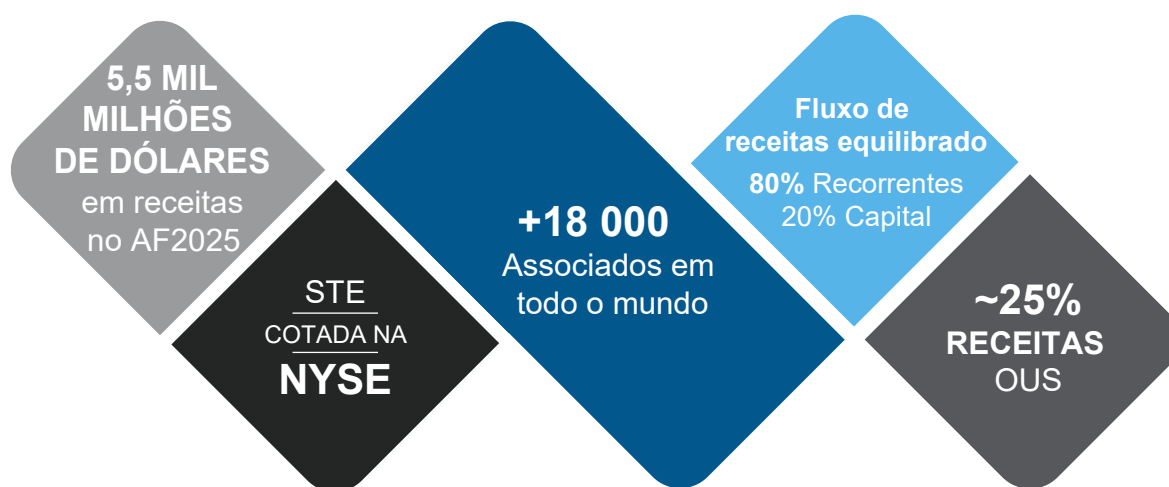 5,5 MIL
MILHÕES
DE DÓLARES
em receitas
no AF2025
STE
COTADA NA
NYSE
+18 000
Associados em
todo o mundo
Fluxo de
receitas equilibrado
80% Recorrentes
20% Capital
~25%
RECEITAS
OUS